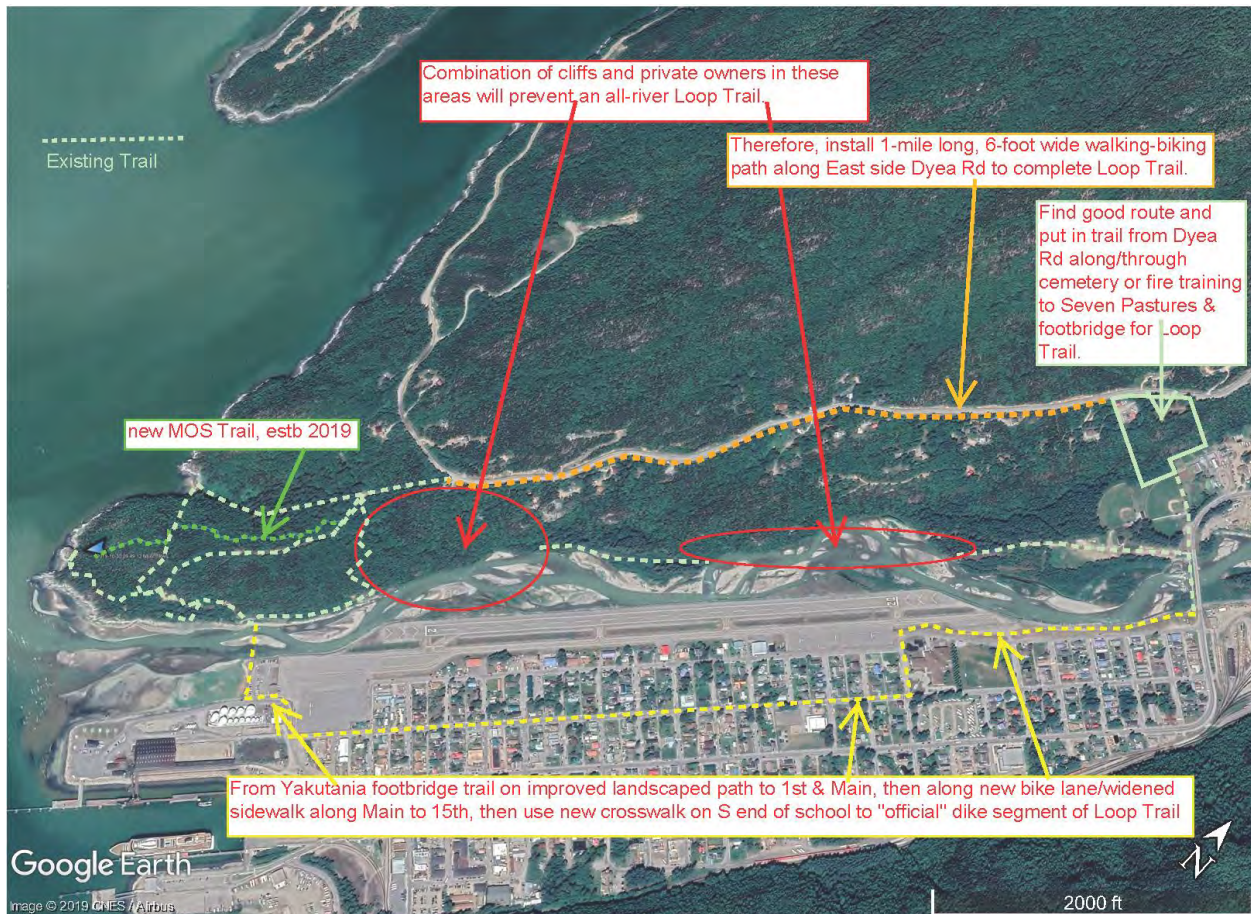 Combination of cliffs and private owners in these
areas will prevent an all-river Loop Trail.
Existing Trail
Therefore, install 1-mile long, 6-foot wide walking-biking
path along East side Dyea Rd to complete Loop Trail.
Find good route and
put in trail from Dyea
Rd along/through
cemetery or fire training
to Seven Pastures &
footbridge for Loop
Trail.
new MOS Trail, estb 2019
From Yakutania footbridge trail on improved landscaped path to 1st & Main, then along new bike lane/widened
sidewalk along Main to 15th, then use new crosswalk on S end of school to "official" dike segment of Loop Trail
Google Earth
N
Image © 2019 CNES / Airbus
2000 ft